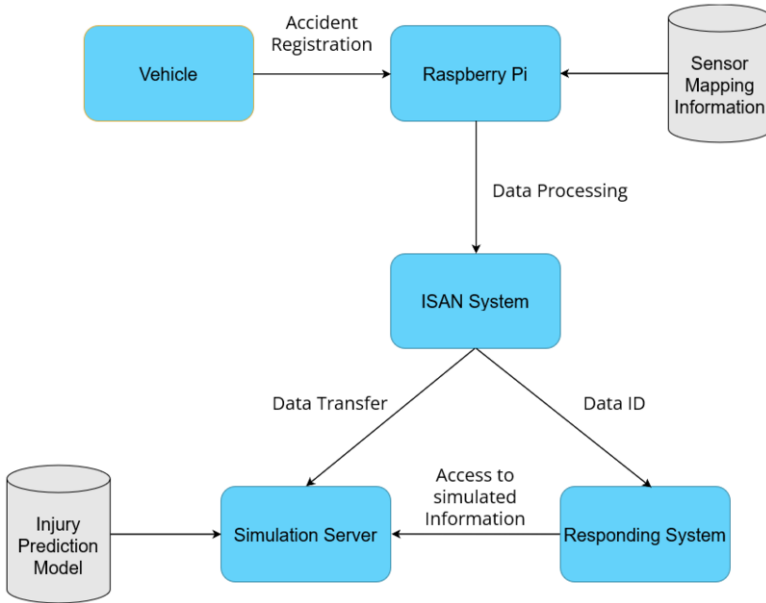 Accident
Registration
Vehicle
Raspberry Pi
Sensor
Mapping
Information
Data Processing
ISAN System
Data Transfer
Data ID
Access to
simulated
Information
Injury
Prediction
Model
Simulation Server
Responding System